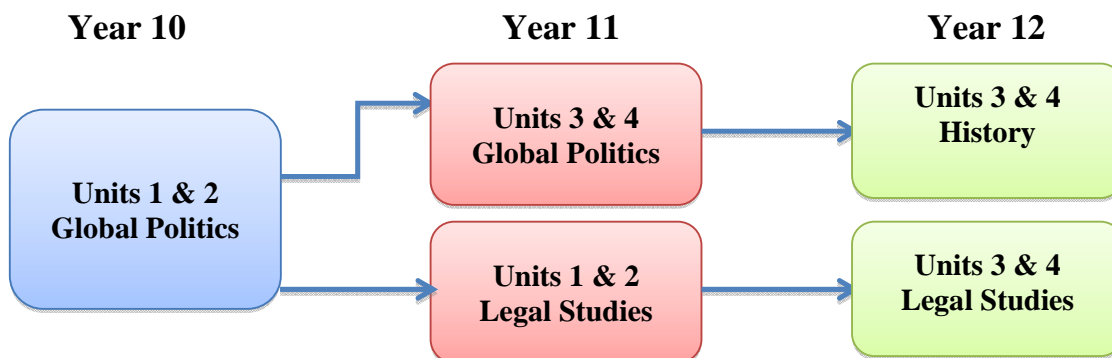 Year 10
Year 11
Year 12
Units 1 & 2
Global Politics
Units 3 & 4
Global Politics
Units 3 & 4
History
Units 1 & 2
Legal Studies
Units 3 & 4
Legal Studies